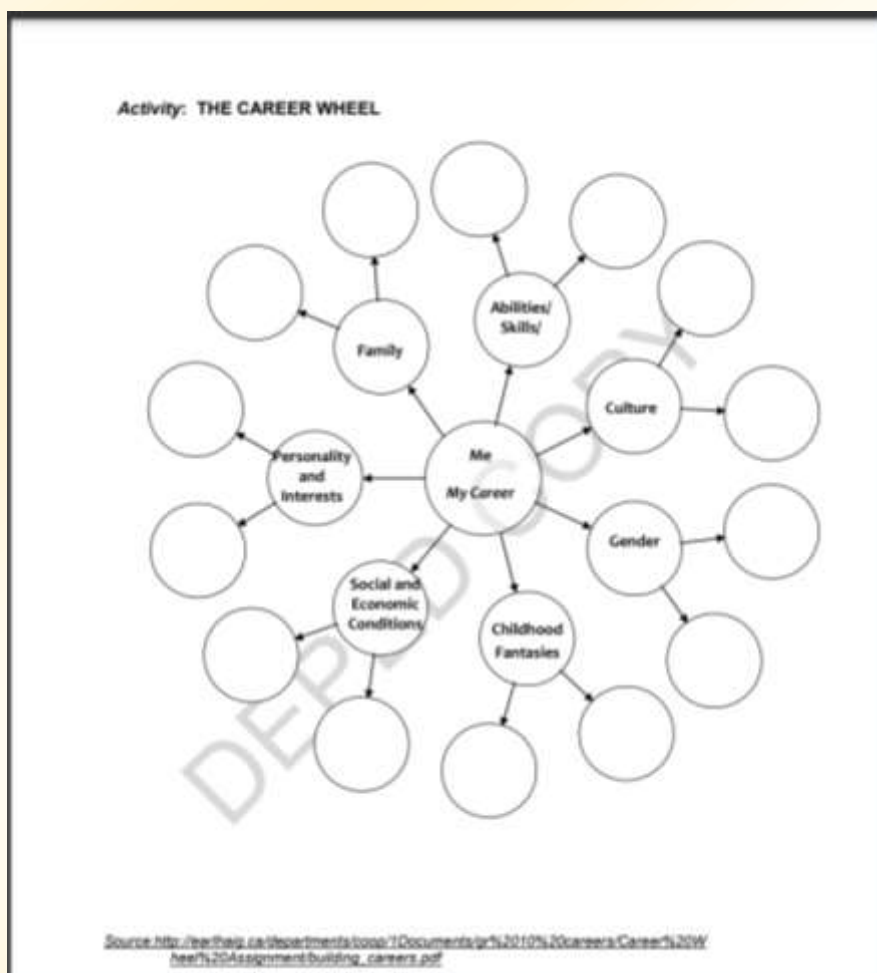 Activity: THE CAREER WHEEL
Abilities/
Skills/
Family
Culture
Me
My Career
Personality
and
Interests
Gender
Social and
Economic
Conditions
Childhood
Fantasies
DEPED COPY
Source:http://earthaig.ca/departments/coop/1Documents/gr%2010%20careers/Career%20W
heel%20Assignment/building_careers.pdf